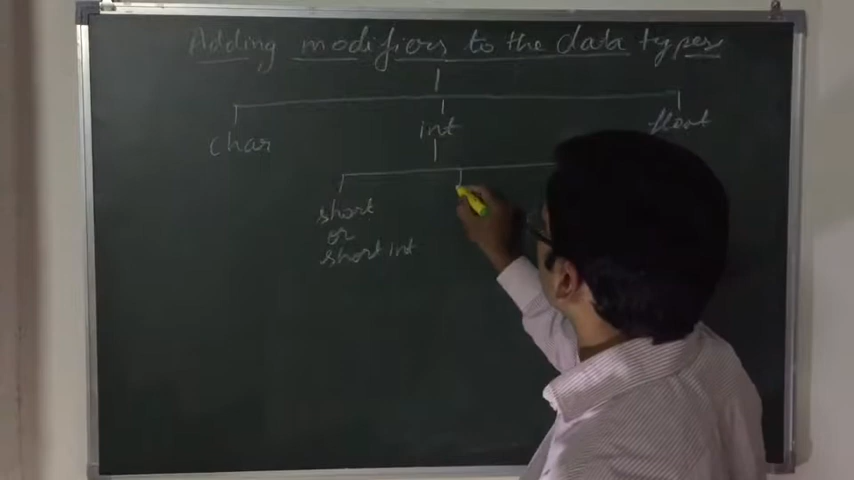 Adding modifiers to the data types
char int float
short
or
short int